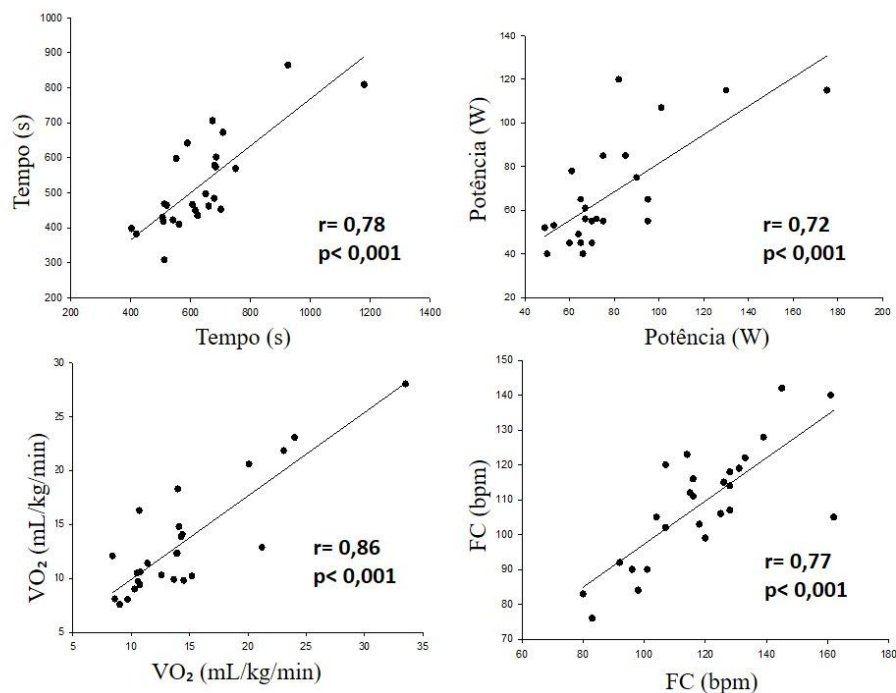 1000
900
800
700
600
500
400
300
200
100
Tempo (s)
r= 0,78
p< 0,001
200 400 600 800 1000 1200 1400
Tempo (s)
140
120
100
80
60
40
20
Potência (W)
r= 0,72
p< 0,001
40 60 80 100 120 140 160 180 200
Potência (W)
30
25
20
15
10
5
VO₂ (mL/kg/min)
r= 0,86
p< 0,001
5 10 15 20 25 30 35
VO₂ (mL/kg/min)
150
140
130
120
110
100
90
80
70
FC (bpm)
r= 0,77
p< 0,001
60 80 100 120 140 160 180
FC (bpm)